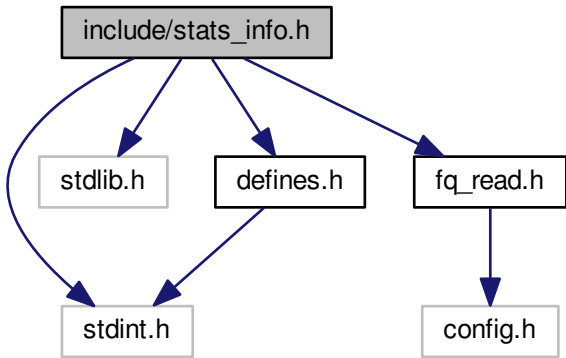 include/stats_info.h
stdlib.h
defines.h
fq_read.h
stdint.h
config.h